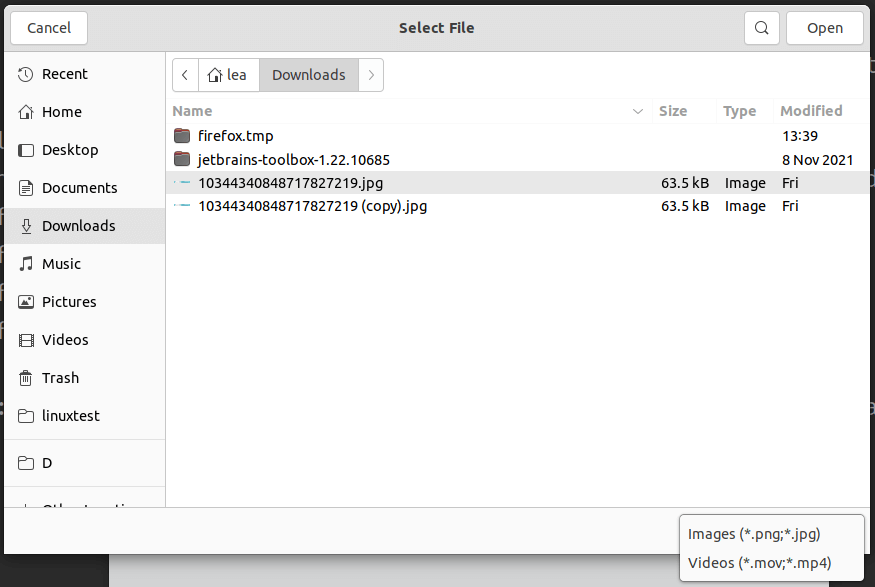 Cancel
Select File
Open
Recent
Home
Desktop
Documents
Downloads
Music
Pictures
Videos
Trash
linuxtest
D
lea Downloads
Name Size Type Modified
firefox.tmp 13:39
jetbrains-toolbox-1.22.10685 8 Nov 2021
10344340848717827219.jpg 63.5 kB Image Fri
10344340848717827219 (copy).jpg 63.5 kB Image Fri
Images (*.png;*.jpg)
Videos (*.mov;*.mp4)